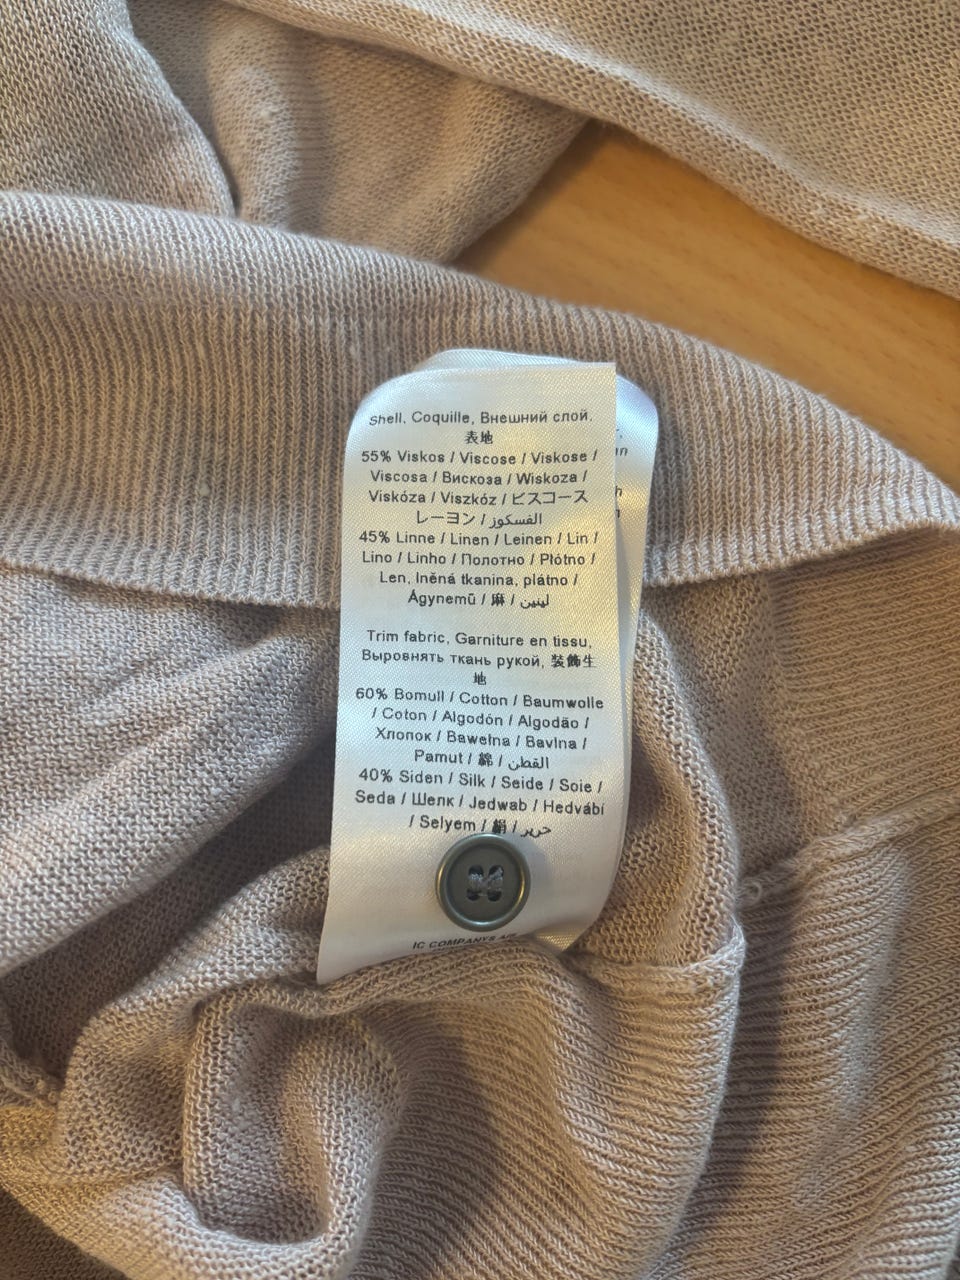 Shell, Coquille, Внешний слой,
表地
55% Viskos / Viscose / Viskose /
Viscosa / Вискоза / Wiskoza /
Viskóza / Viszkóz / ビスコース
レーヨン / الفسكوز
45% Linne / Linen / Leinen / Lin /
Lino / Linho / Полотно / Płótno /
Len, lněná tkanina, plátno /
Ágynemű / 麻 / لينين
Trim fabric, Garniture en tissu,
Выровнять ткань рукой, 装飾生
地
60% Bomull / Cotton / Baumwolle
/ Coton / Algodón / Algodão /
Хлопок / Bawełna / Bavlna /
Pamut / 綿 / القطن
40% Siden / Silk / Seide / Soie /
Seda / Шелк / Jedwab / Hedvábí
/ Selyem / 絹 / حرير
IC COMPANYS A/S